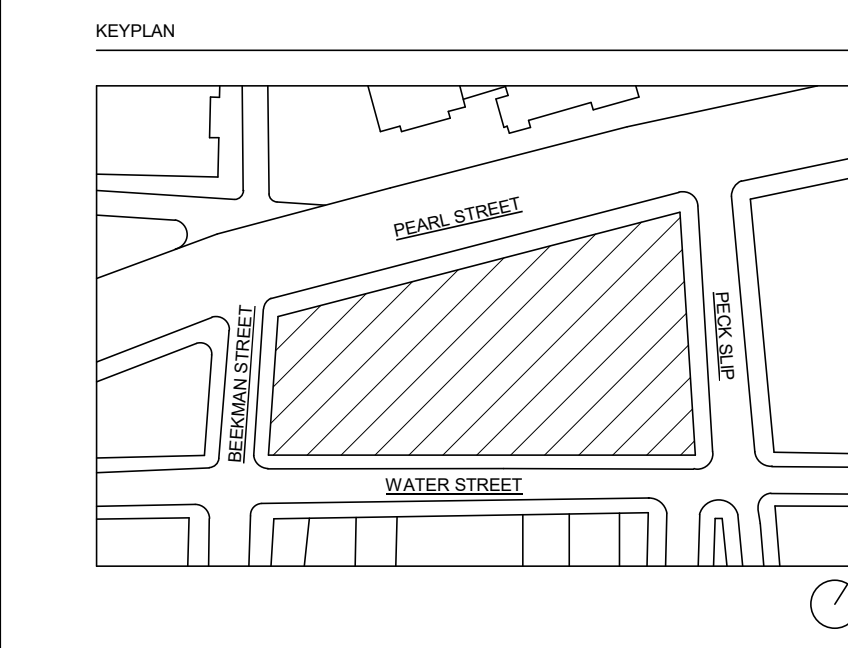 KEYPLAN
PEARL STREET
PECK SLIP
BEEKMAN STREET
WATER STREET